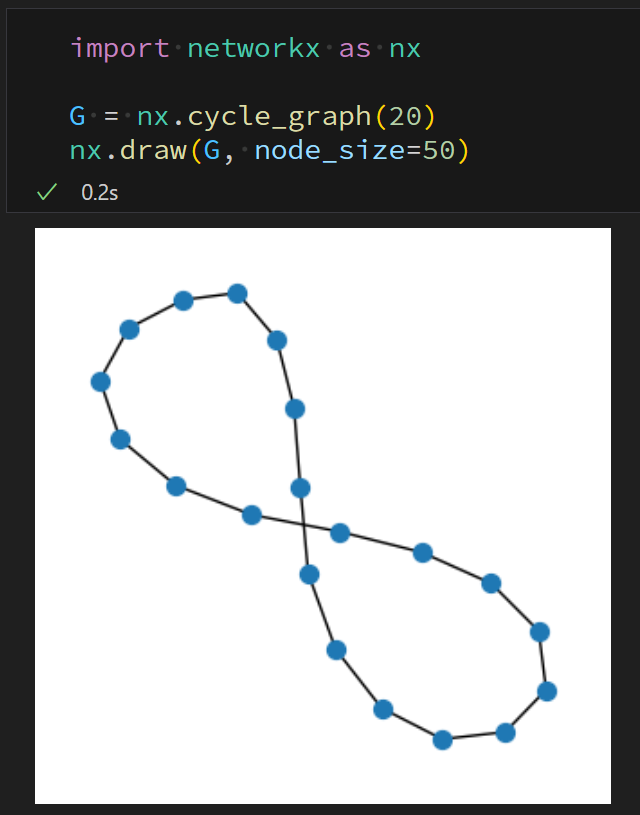 import networkx as nx
G = nx.cycle_graph(20)
nx.draw(G, node_size=50)
0.2s